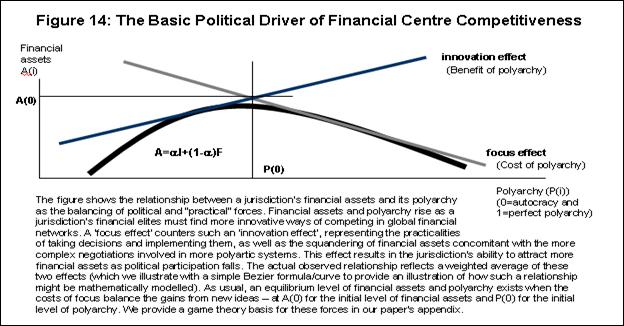 Figure 14: The Basic Political Driver of Financial Centre Competitiveness
Financial
assets
A(i)
innovation effect
(Benefit of polyarchy)
A(0)
A=αI+(1-α)F
P(0)
focus effect
(Cost of polyarchy)
Polyarchy (P(i))
(0=autocracy and
1=perfect polyarchy)
The figure shows the relationship between a jurisdiction's financial assets and its polyarchy
as the balancing of political and "practical" forces. Financial assets and polyarchy rise as a
jurisdiction's financial elites must find more innovative ways of competing in global financial
networks. A 'focus effect' counters such an 'innovation effect', representing the practicalities
of taking decisions and implementing them, as well as the squandering of financial assets concomitant with the more
complex negotiations involved in more polyartic systems. This effect results in the jurisdiction's ability to attract more
financial assets as political participation falls. The actual observed relationship reflects a weighted average of these
two effects (which we illustrate with a simple Bezier formula/curve to provide an illustration of how such a relationship
might be mathematically modelled). As usual, an equilibrium level of financial assets and polyarchy exists when the
costs of focus balance the gains from new ideas -- at A(0) for the initial level of financial assets and P(0) for the initial
level of polyarchy. We provide a game theory basis for these forces in our paper's appendix.